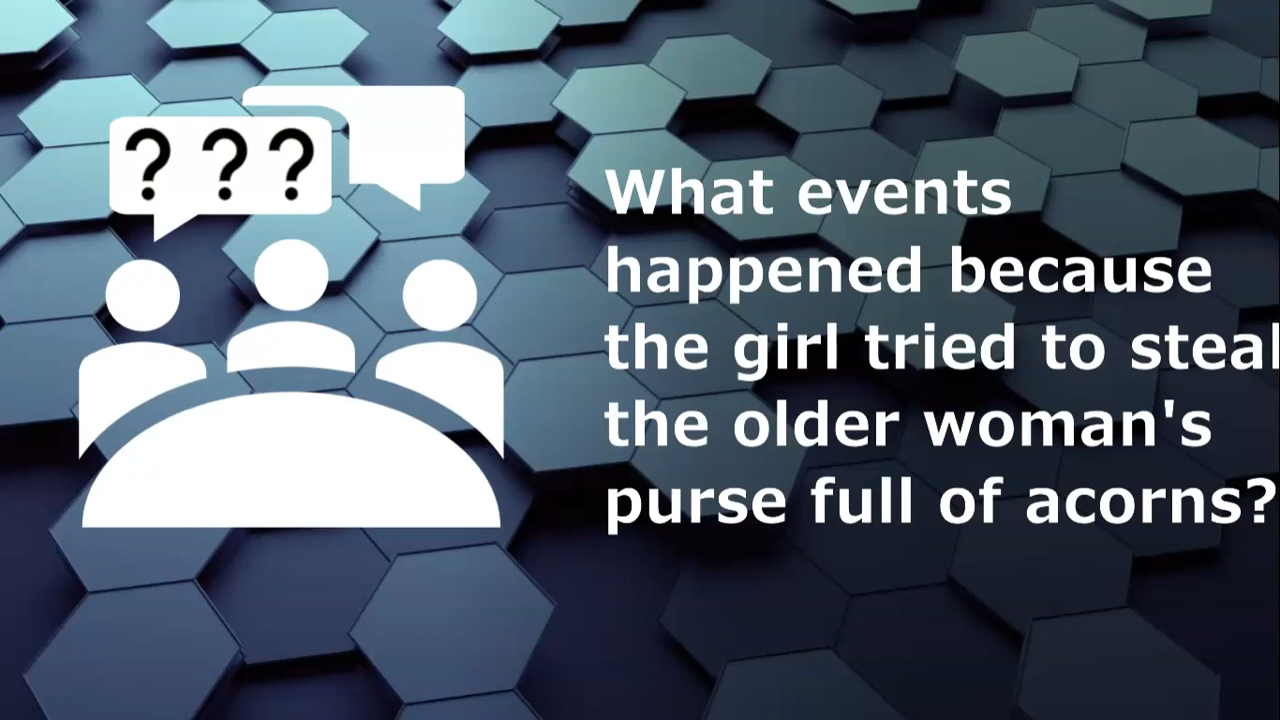 ? ? ?
What events
happened because
the girl tried to steal
the older woman's
purse full of acorns?